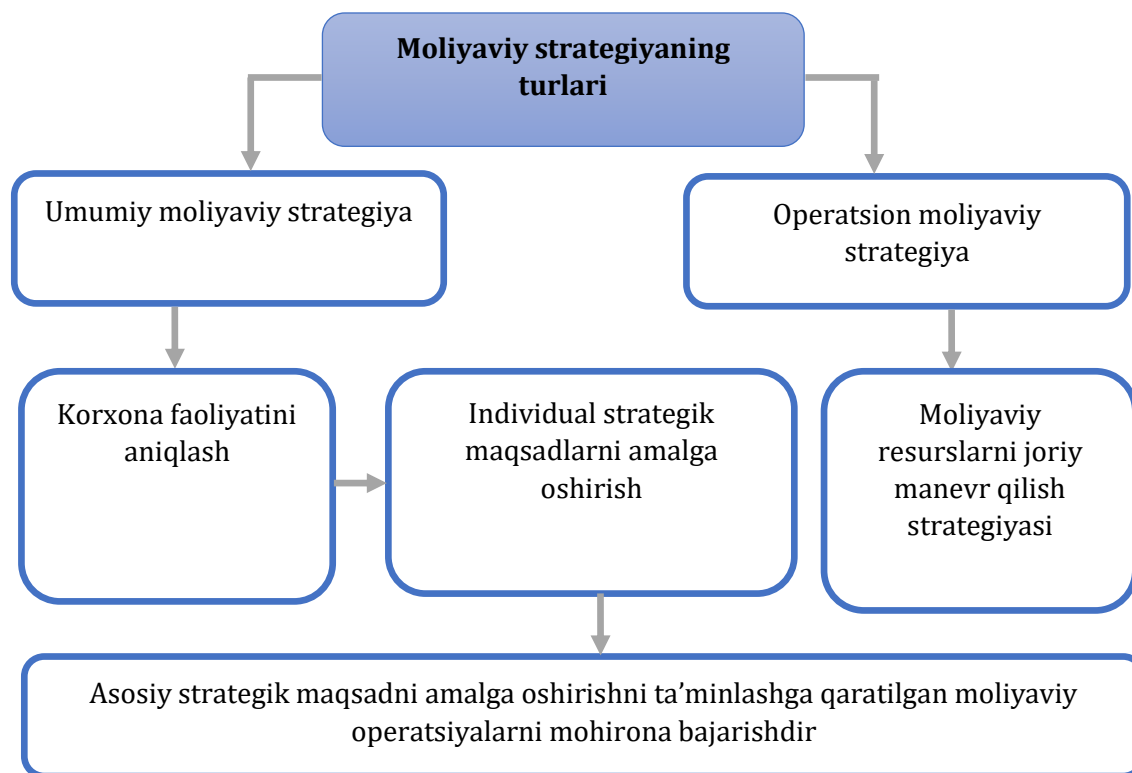 Moliyaviy strategiyaning
turlari
Umumiy moliyaviy strategiya
Operatsion moliyaviy
strategiya
Korxona faoliyatini
aniqlash
Individual strategik
maqsadlarni amalga
oshirish
Moliyaviy
resurslarni joriy
manevr qilish
strategiyasi
Asosiy strategik maqsadni amalga oshirishni ta’minlashga qaratilgan moliyaviy
operatsiyalarni mohirona bajarishdir